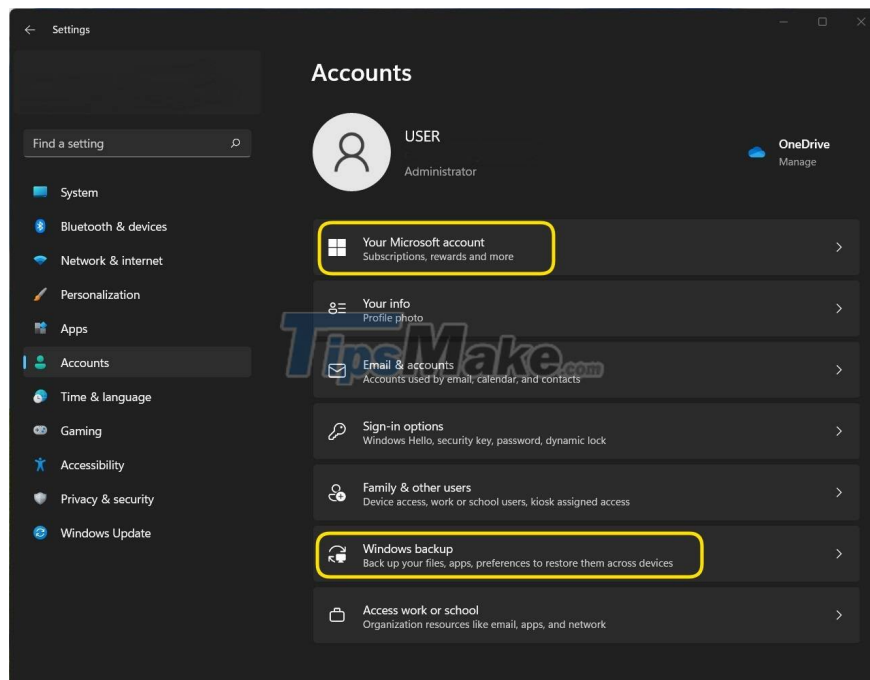 Settings
Accounts
USER
Administrator
OneDrive
Manage
Find a setting
System
Bluetooth & devices
Network & internet
Personalization
Apps
Accounts
Time & language
Gaming
Accessibility
Privacy & security
Windows Update
Your Microsoft account
Subscriptions, rewards and more
Your info
Profile photo
Email & accounts
Accounts used by email, calendar, and contacts
Sign-in options
Windows Hello, security key, password, dynamic lock
Family & other users
Device access, work or school users, kiosk assigned access
Windows backup
Back up your files, apps, preferences to restore them across devices
Access work or school
Organization resources like email, apps, and network
TipsMake.com